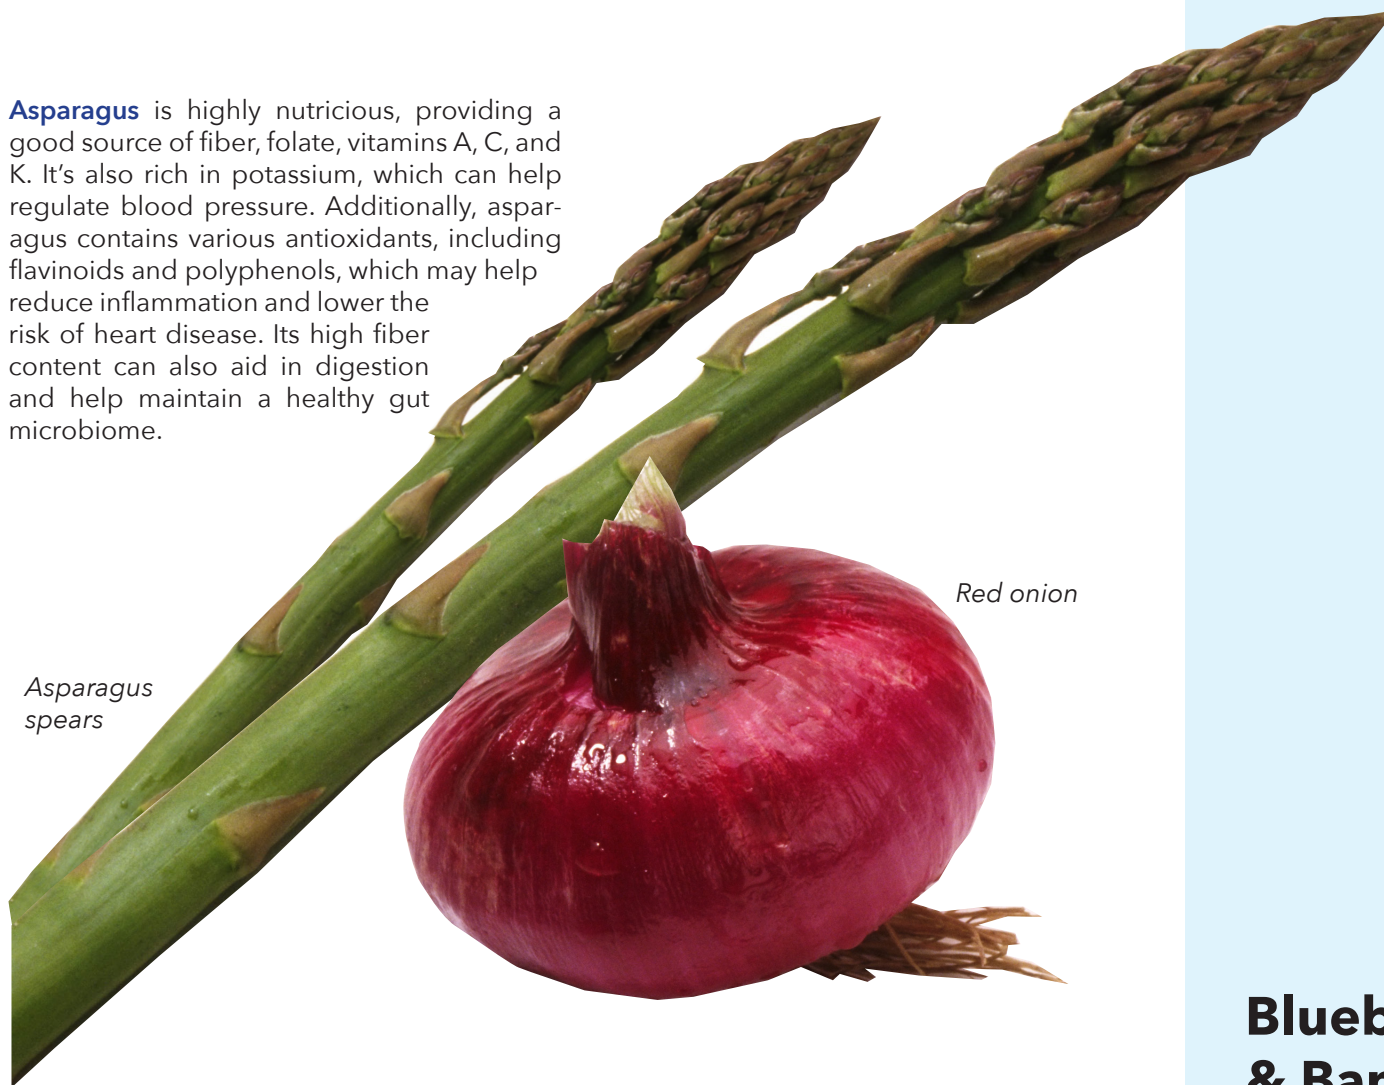 Asparagus is highly nutricious, providing a
good source of fiber, folate, vitamins A, C, and
K. It's also rich in potassium, which can help
regulate blood pressure. Additionally, aspar-
agus contains various antioxidants, including
flavinoids and polyphenols, which may help
reduce inflammation and lower the
risk of heart disease. Its high fiber
content can also aid in digestion
and help maintain a healthy gut
microbiome.
Red onion
Asparagus
spears
Blueb
& Ban